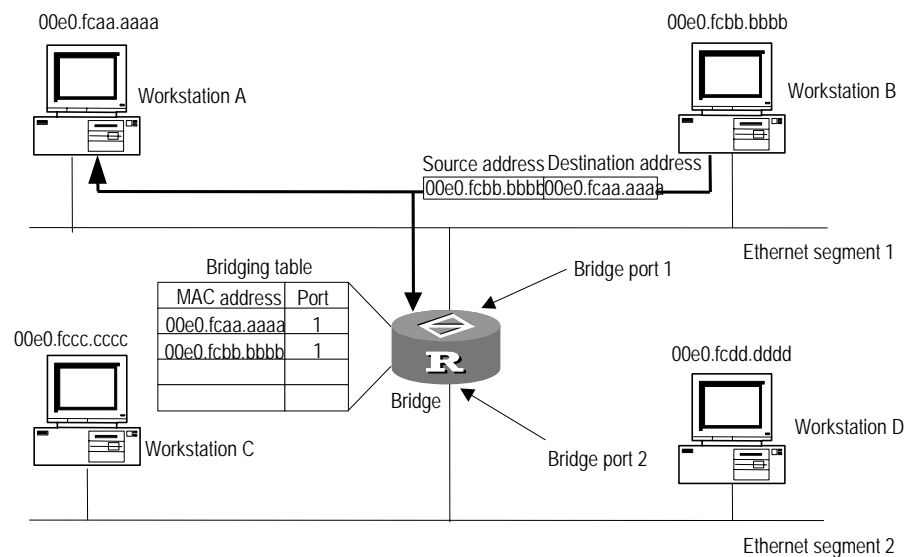 00e0.fcaa.aaaa
00e0.fcbb.bbbb
Workstation A
Workstation B
Source address Destination address
00e0.fcbb.bbbb 00e0.fcaa.aaaa
Ethernet segment 1
Bridging table
Bridge port 1
MAC address Port
00e0.fcaa.aaaa 1
00e0.fcbb.bbbb 1
00e0.fccc.cccc
00e0.fcdd.dddd
R
Bridge
Workstation C
Workstation D
Bridge port 2
Ethernet segment 2